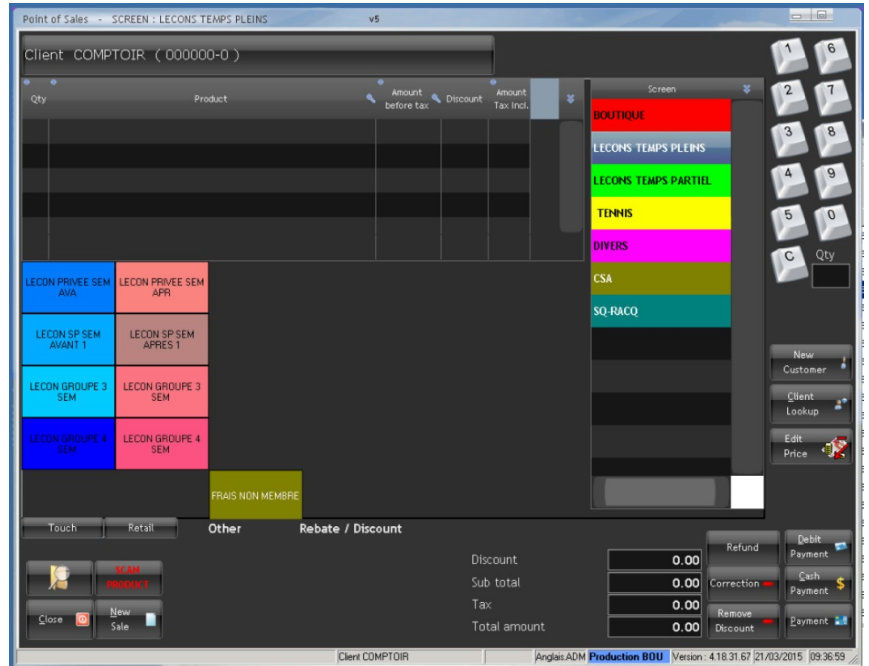 Point of Sales - SCREEN : LECONS TEMPS PLEINS v5
Client COMPTOIR ( 000000-0 )
Qty Product Amount before tax Discount Amount Tax Incl.
Screen
BOUTIQUE
LECONS TEMPS PLEINS
LECONS TEMPS PARTIEL
TENNIS
DIVERS
CSA
SQ-RACQ
1 6
2 7
3 8
4 9
5 0
C Qty
New Customer
Client Lookup
Edit Price
LECON PRIVEE SEM AVA
LECON PRIVEE SEM APR
LECON SP SEM AVANT 1
LECON SP SEM APRES 1
LECON GROUPE 3 SEM
LECON GROUPE 3 SEM
LECON GROUPE 4 SEM
LECON GROUPE 4 SEM
FRAIS NON MEMBRE
Touch Retail Other Rebate / Discount
SCAN PRODUCT
Close
New Sale
Discount 0.00
Sub total 0.00
Tax 0.00
Total amount 0.00
Refund
Correction
Remove Discount
Debit Payment
Cash Payment
Payment
Client COMPTOIR Anglais.ADM Production BOU Version : 4.18.31.67 21/03/2015 09:36:59